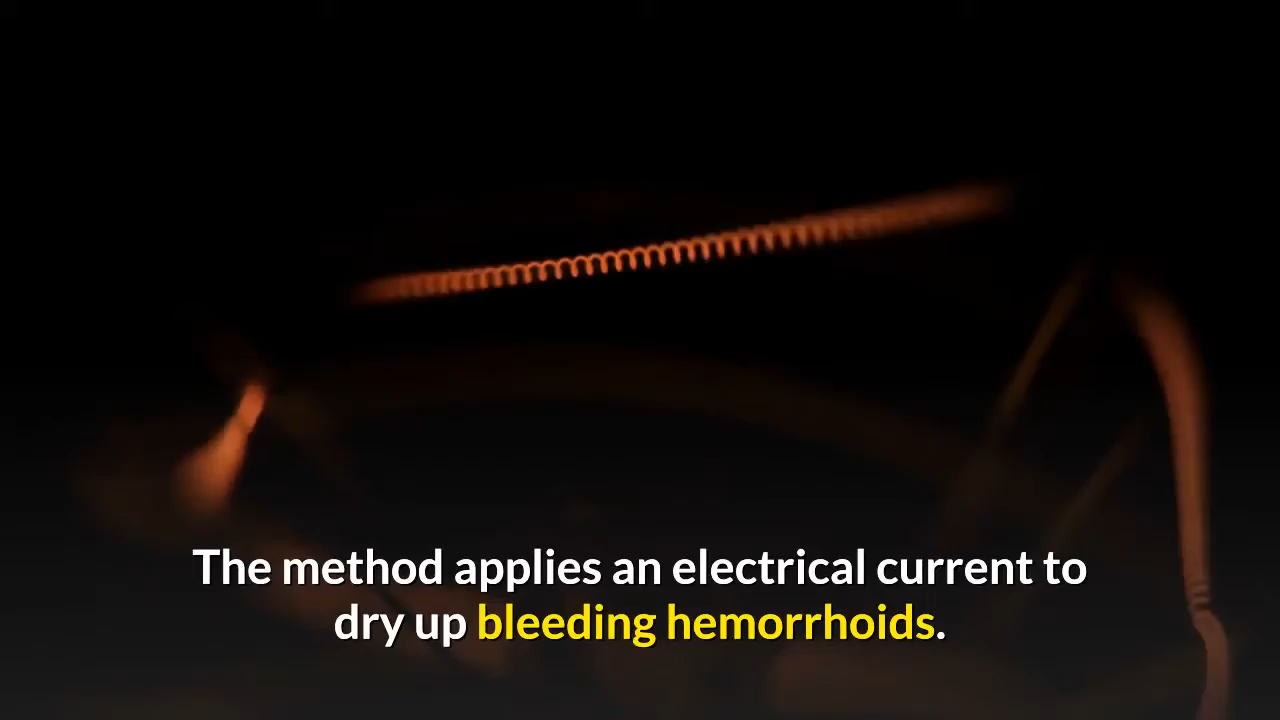 The method applies an electrical current to
dry up bleeding hemorrhoids.